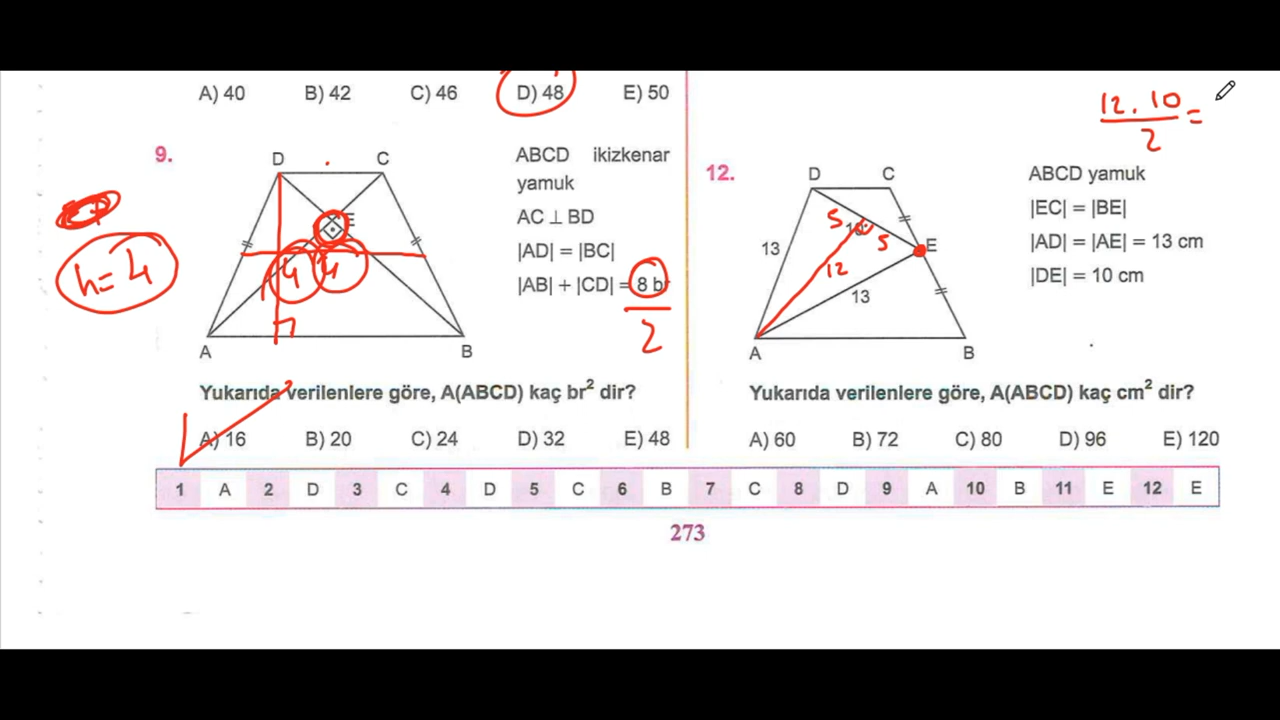 A) 40 B) 42 C) 46 D) 48 E) 50
9.
D C
E
A B
4 4
h = 4
ABCD ikizkenar
yamuk
AC ⊥ BD
|AD| = |BC|
|AB| + |CD| = 8 br
2
Yukarıda verilenlere göre, A(ABCD) kaç br² dir?
A) 16 B) 20 C) 24 D) 32 E) 48
12 . 10
2 =
12.
D C
5
5 E
13
12
13
A B
ABCD yamuk
|EC| = |BE|
|AD| = |AE| = 13 cm
|DE| = 10 cm
Yukarıda verilenlere göre, A(ABCD) kaç cm² dir?
A) 60 B) 72 C) 80 D) 96 E) 120
1 A 2 D 3 C 4 D 5 C 6 B 7 C 8 D 9 A 10 B 11 E 12 E
273